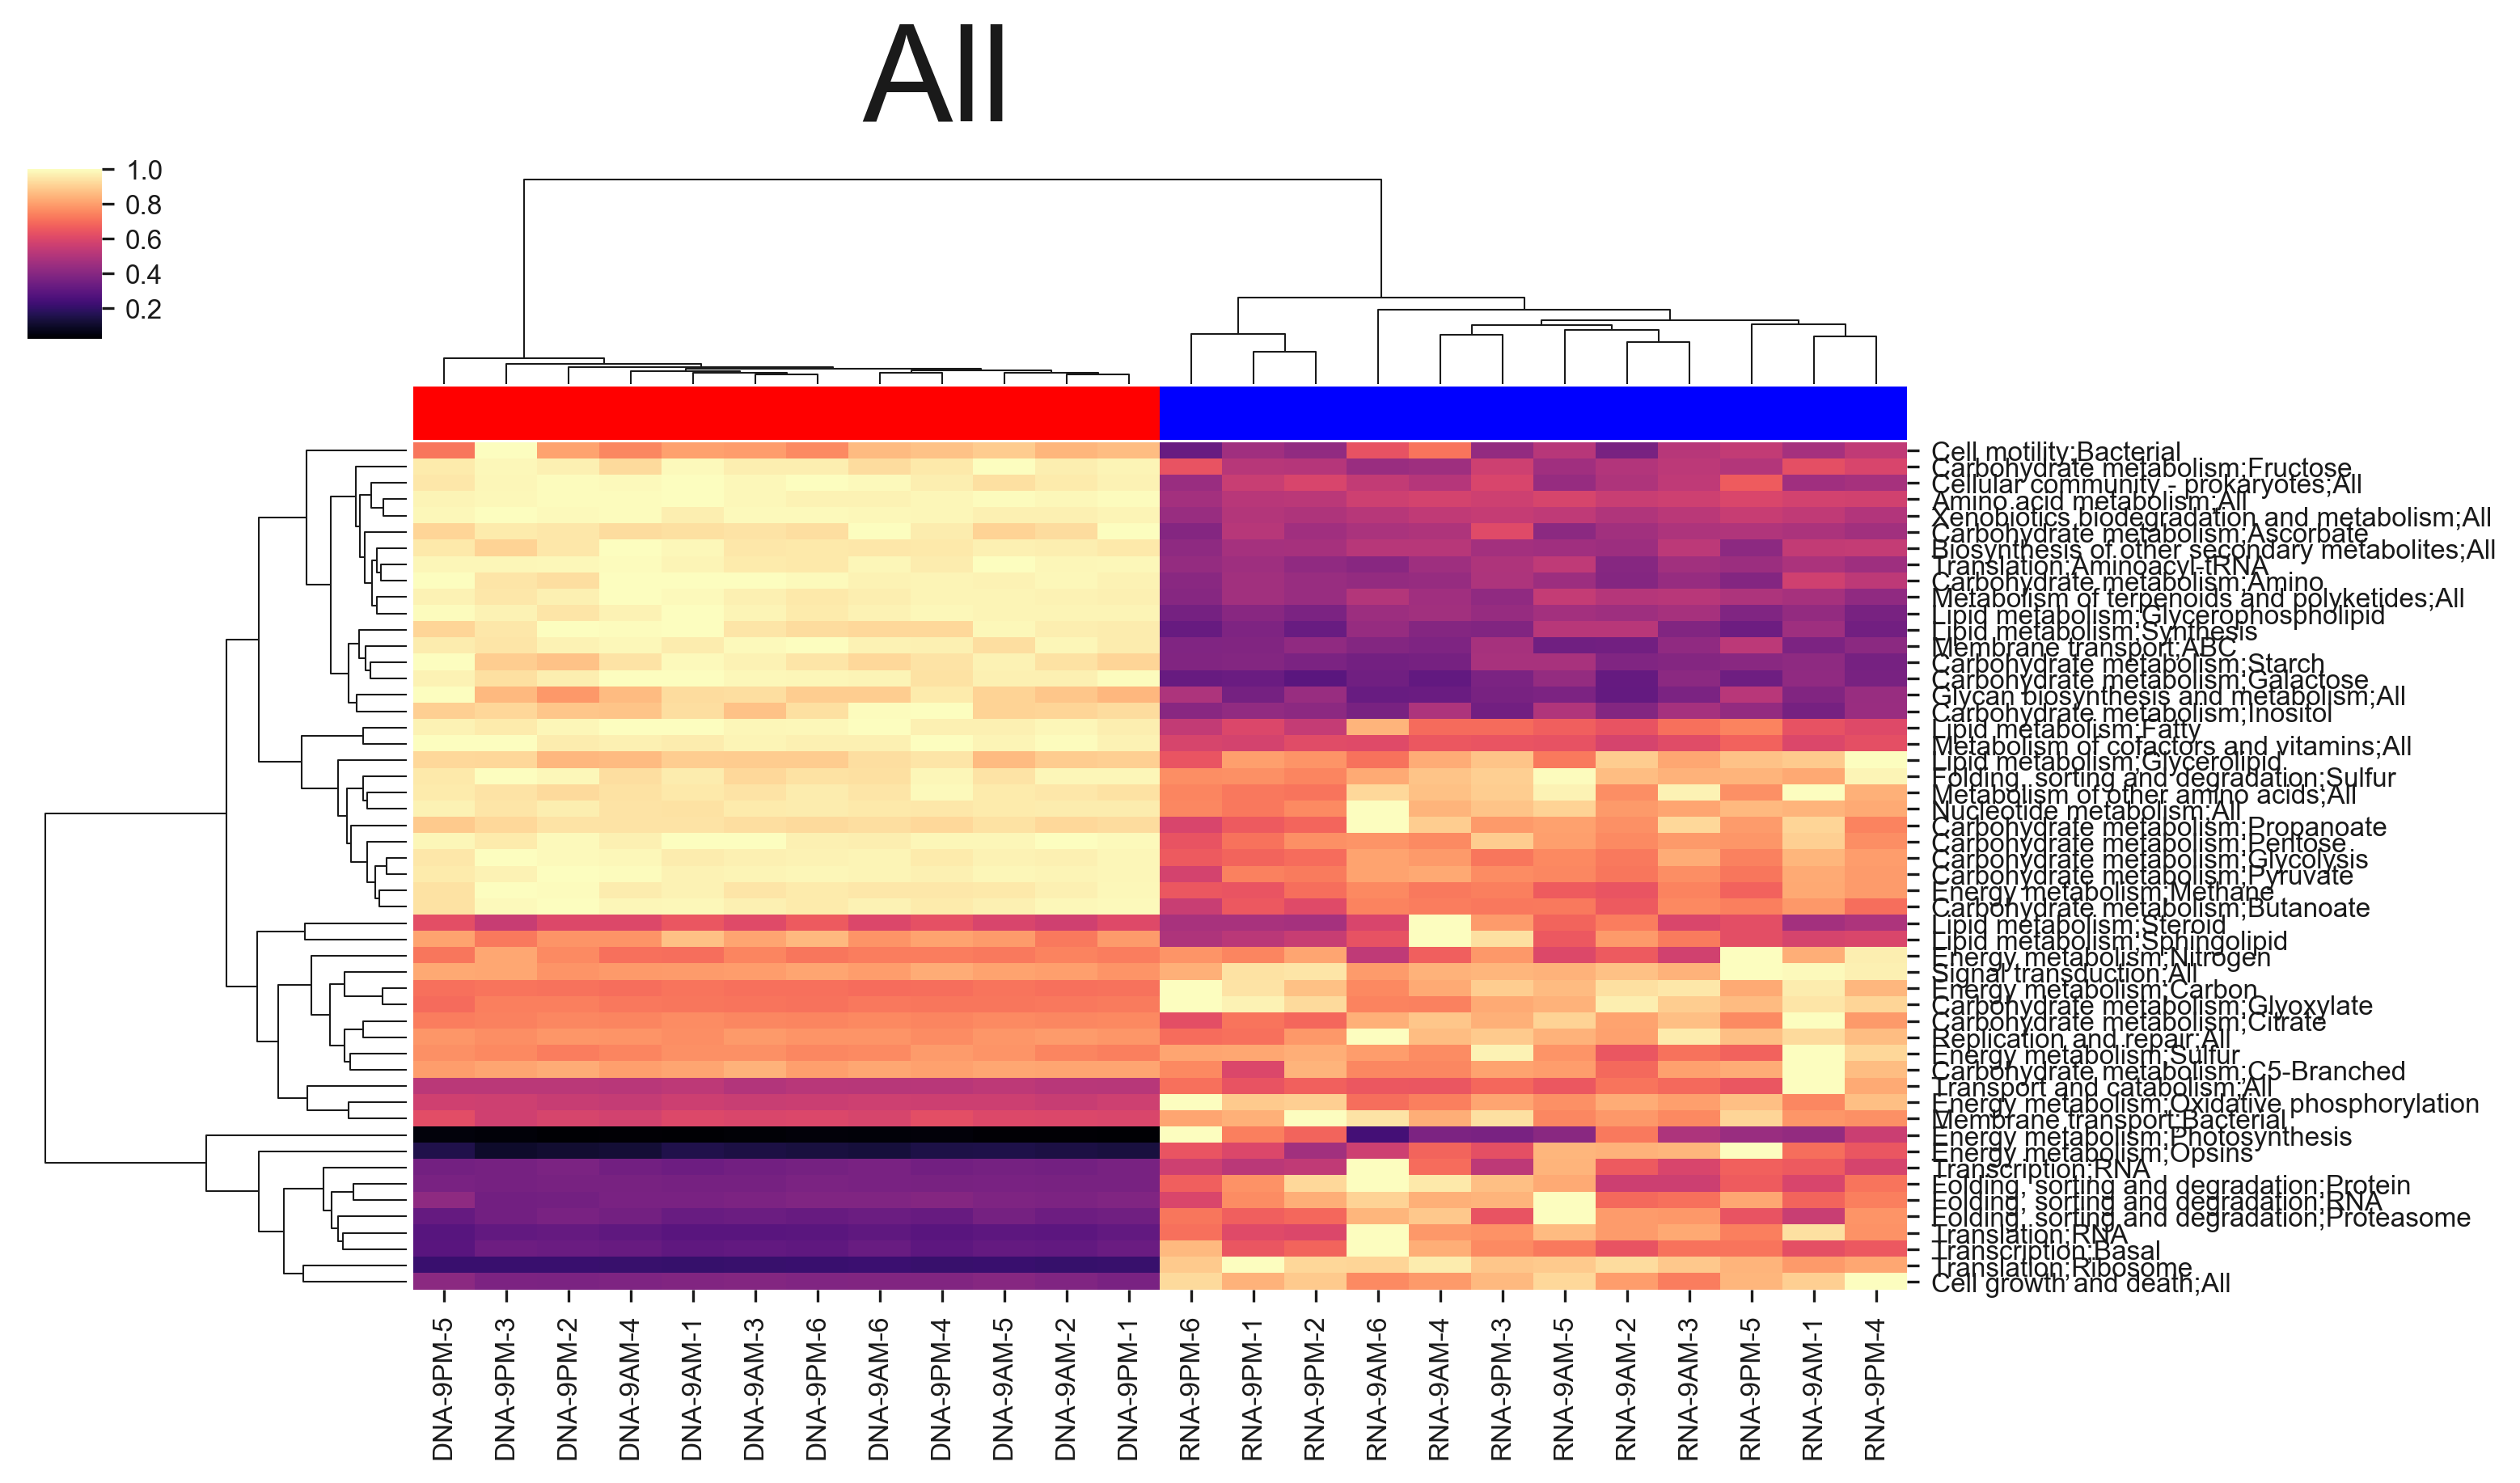 All
1.0
0.8
0.6
0.4
0.2
Cell motility;Bacterial
Carbohydrate metabolism;Fructose
Cellular community - prokaryotes;All
Amino acid metabolism;All
Xenobiotics biodegradation and metabolism;All
Carbohydrate metabolism;Ascorbate
Biosynthesis of other secondary metabolites;All
Translation;Aminoacyl-tRNA
Carbohydrate metabolism;Amino
Metabolism of terpenoids and polyketides;All
Lipid metabolism;Glycerophospholipid
Lipid metabolism;Synthesis
Membrane transport;ABC
Carbohydrate metabolism;Starch
Carbohydrate metabolism;Galactose
Glycan biosynthesis and metabolism;All
Carbohydrate metabolism;Inositol
Lipid metabolism;Fatty
Metabolism of cofactors and vitamins;All
Lipid metabolism;Glycerolipid
Folding, sorting and degradation;Sulfur
Metabolism of other amino acids;All
Nucleotide metabolism;All
Carbohydrate metabolism;Propanoate
Carbohydrate metabolism;Pentose
Carbohydrate metabolism;Glycolysis
Carbohydrate metabolism;Pyruvate
Energy metabolism;Methane
Carbohydrate metabolism;Butanoate
Lipid metabolism;Steroid
Lipid metabolism;Sphingolipid
Energy metabolism;Nitrogen
Signal transduction;All
Energy metabolism;Carbon
Carbohydrate metabolism;Glyoxylate
Carbohydrate metabolism;Citrate
Replication and repair;All
Energy metabolism;Sulfur
Carbohydrate metabolism;C5-Branched
Transport and catabolism;All
Energy metabolism;Oxidative phosphorylation
Membrane transport;Bacterial
Energy metabolism;Photosynthesis
Energy metabolism;Opsins
Transcription;RNA
Folding, sorting and degradation;Protein
Folding, sorting and degradation;RNA
Folding, sorting and degradation;Proteasome
Translation;RNA
Transcription;Basal
Translation;Ribosome
Cell growth and death;All
DNA-9PM-5
DNA-9PM-3
DNA-9PM-2
DNA-9AM-4
DNA-9AM-1
DNA-9AM-3
DNA-9PM-6
DNA-9AM-6
DNA-9PM-4
DNA-9AM-5
DNA-9AM-2
DNA-9PM-1
RNA-9PM-6
RNA-9PM-1
RNA-9PM-2
RNA-9AM-6
RNA-9AM-4
RNA-9PM-3
RNA-9AM-5
RNA-9AM-2
RNA-9AM-3
RNA-9PM-5
RNA-9AM-1
RNA-9PM-4